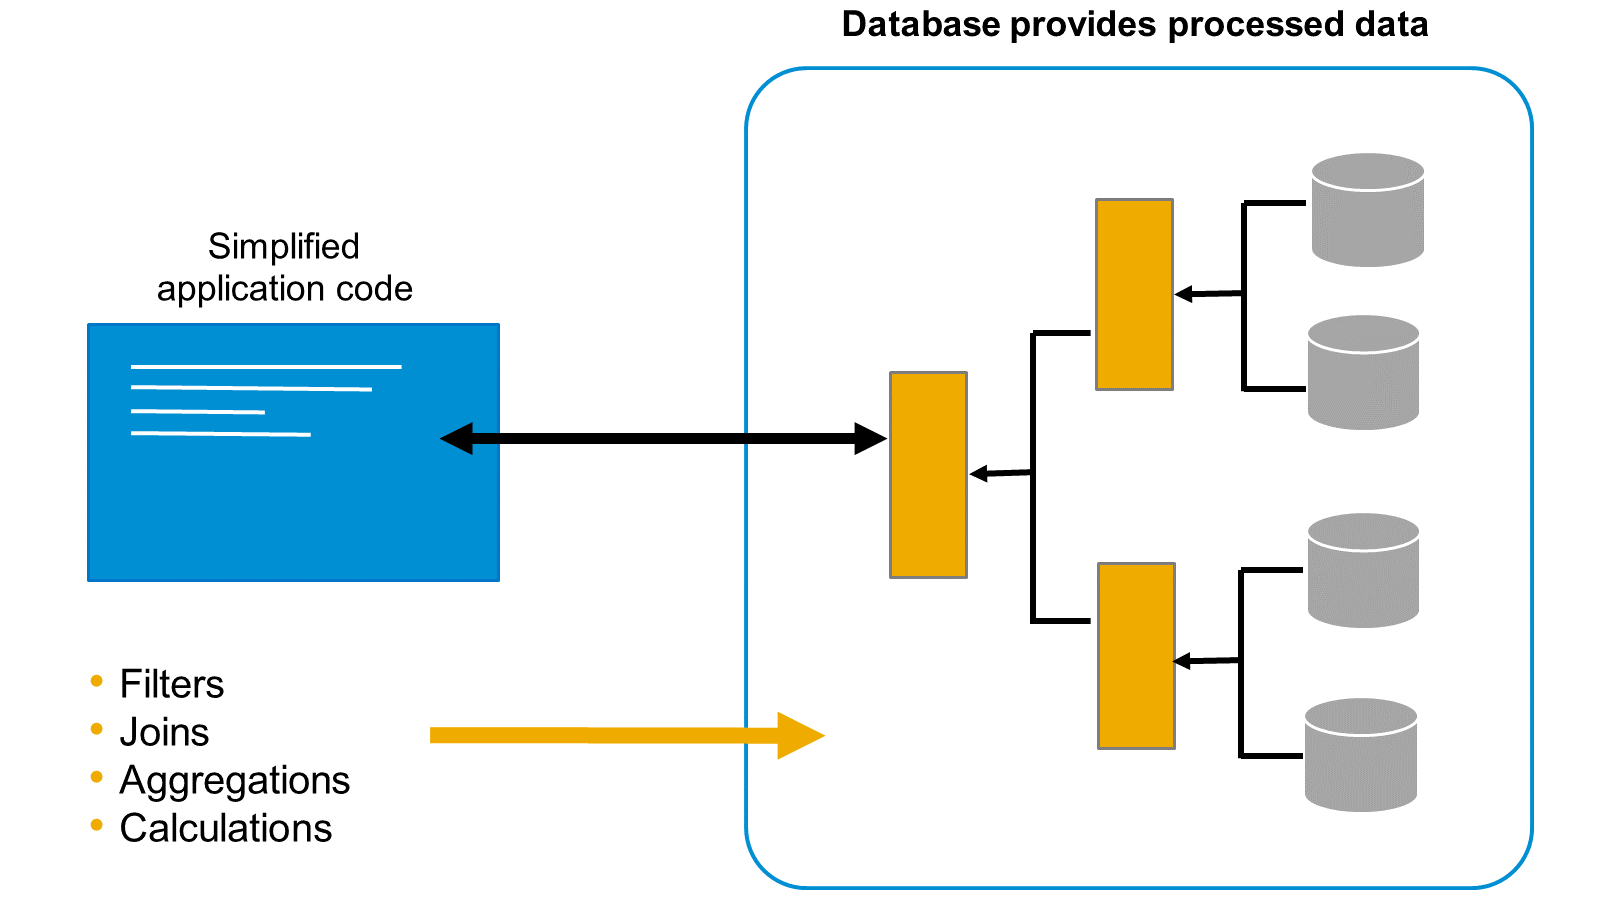 Database provides processed data
Simplified
application code
• Filters
• Joins
• Aggregations
• Calculations